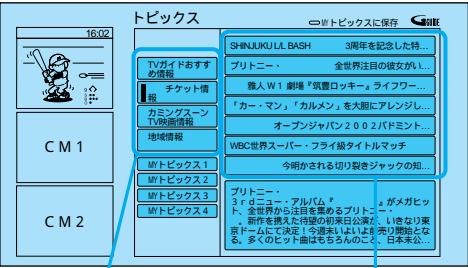 トピックス
MYトピックスに保存
GGUIDE
16:02
CM1
CM2
TVガイドおすす
め情報
チケット情
報
カミングスーン
TV映画情報
地域情報
MYトピックス1
MYトピックス2
MYトピックス3
MYトピックス4
SHINJUKU L/L BASH 3周年を記念した特…
プリトニー・ 全世界注目の彼女がい…
雅人W1 劇場『筑豊ロッキー』ライフワー…
「カー・マン」「カルメン」を大胆にアレンジし…
オープンジャパン2002バドミント…
WBC世界スーパー・フライ級タイトルマッチ
今明かされる切り裂きジャックの知…
プリトニー・
3rdニュー・アルバム『 』がメガヒッ
ト、全世界から注目を集めるプリトニー・
。新作を携えた待望の初来日公演が、いきなり東
京ドームにて決定!今週末いよいよ前売り開始とな
る。多くのヒット曲はもちろんのこと、日本未公…